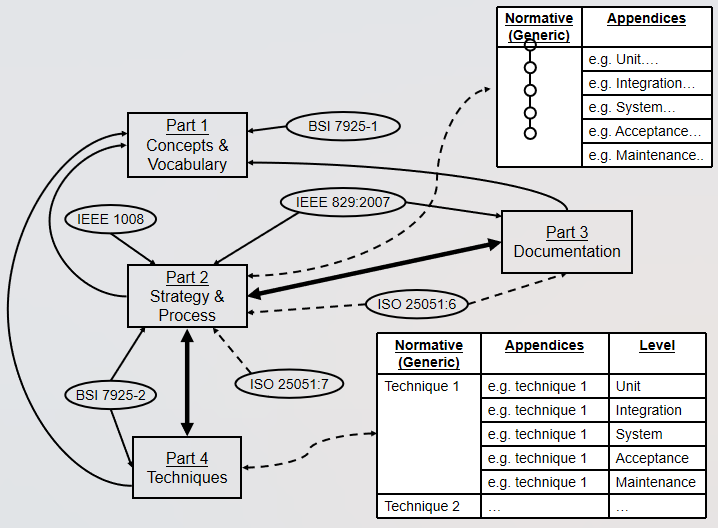 Normative Appendices
(Generic)
e.g. Unit….
e.g. Integration…
e.g. System…
e.g. Acceptance…
e.g. Maintenance..
Part 1
Concepts &
Vocabulary
BSI 7925-1
IEEE 829:2007
IEEE 1008
Part 3
Documentation
Part 2
Strategy &
Process
ISO 25051:6
ISO 25051:7
BSI 7925-2
Part 4
Techniques
Normative Appendices Level
(Generic)
Technique 1 e.g. technique 1 Unit
e.g. technique 1 Integration
e.g. technique 1 System
e.g. technique 1 Acceptance
e.g. technique 1 Maintenance
Technique 2 … …